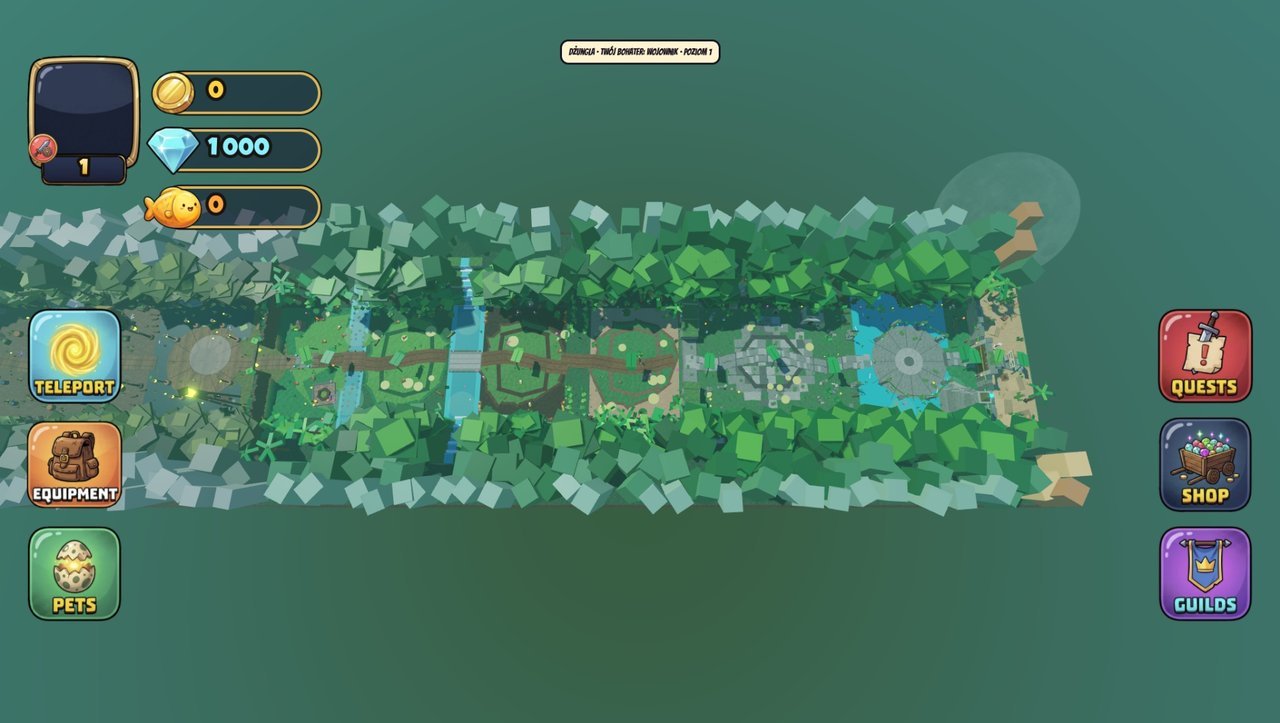 DŻUNGLA • TWÓJ BOHATER: WOJOWNIK • POZIOM 1
0
1000
1
0
TELEPORT
EQUIPMENT
PETS
QUESTS
SHOP
GUILDS